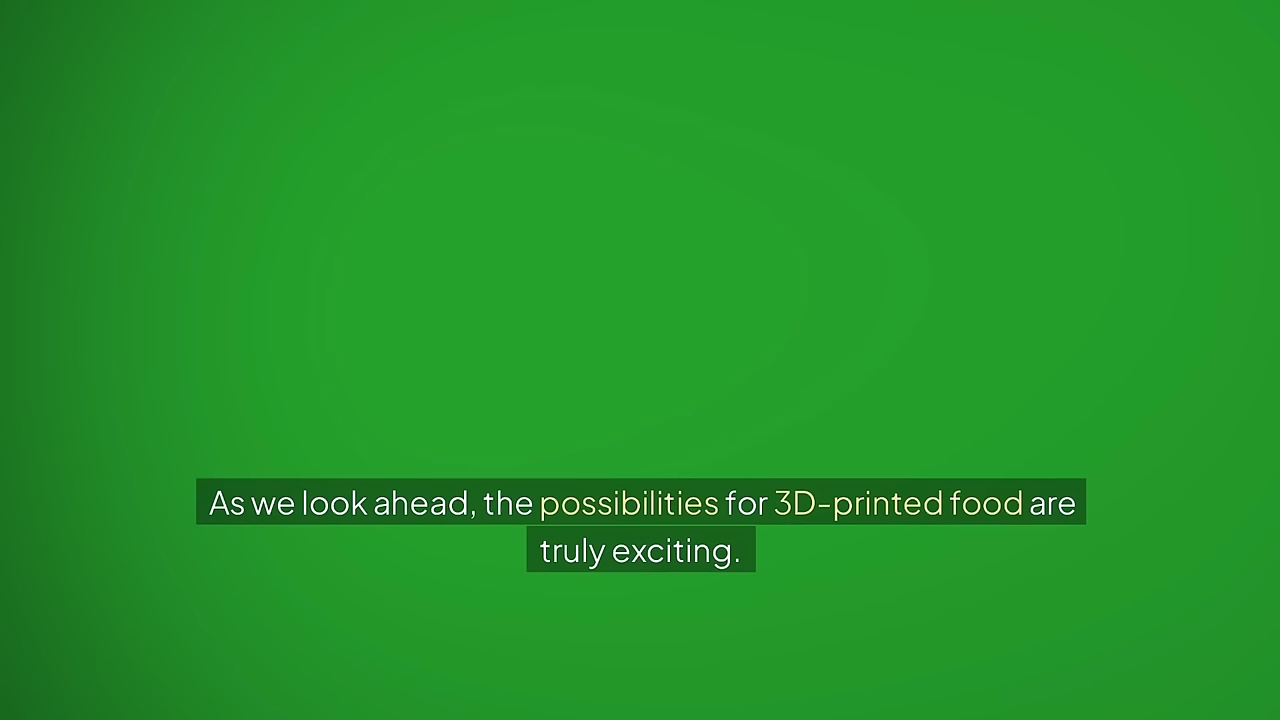 As we look ahead, the possibilities for 3D-printed food are
truly exciting.